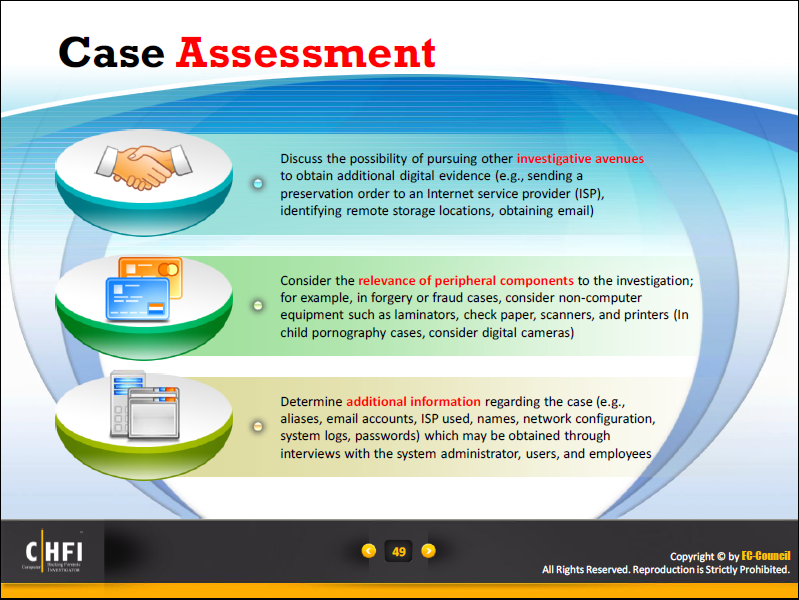 Case Assessment
Discuss the possibility of pursuing other investigative avenues
to obtain additional digital evidence (e.g., sending a
preservation order to an Internet service provider (ISP),
identifying remote storage locations, obtaining email)
Consider the relevance of peripheral components to the investigation;
for example, in forgery or fraud cases, consider non-computer
equipment such as laminators, check paper, scanners, and printers (In
child pornography cases, consider digital cameras)
Determine additional information regarding the case (e.g.,
aliases, email accounts, ISP used, names, network configuration,
system logs, passwords) which may be obtained through
interviews with the system administrator, users, and employees
CHFI
Computer Hacking Forensic
INVESTIGATOR
49
Copyright © by EC-Council
All Rights Reserved. Reproduction is Strictly Prohibited.